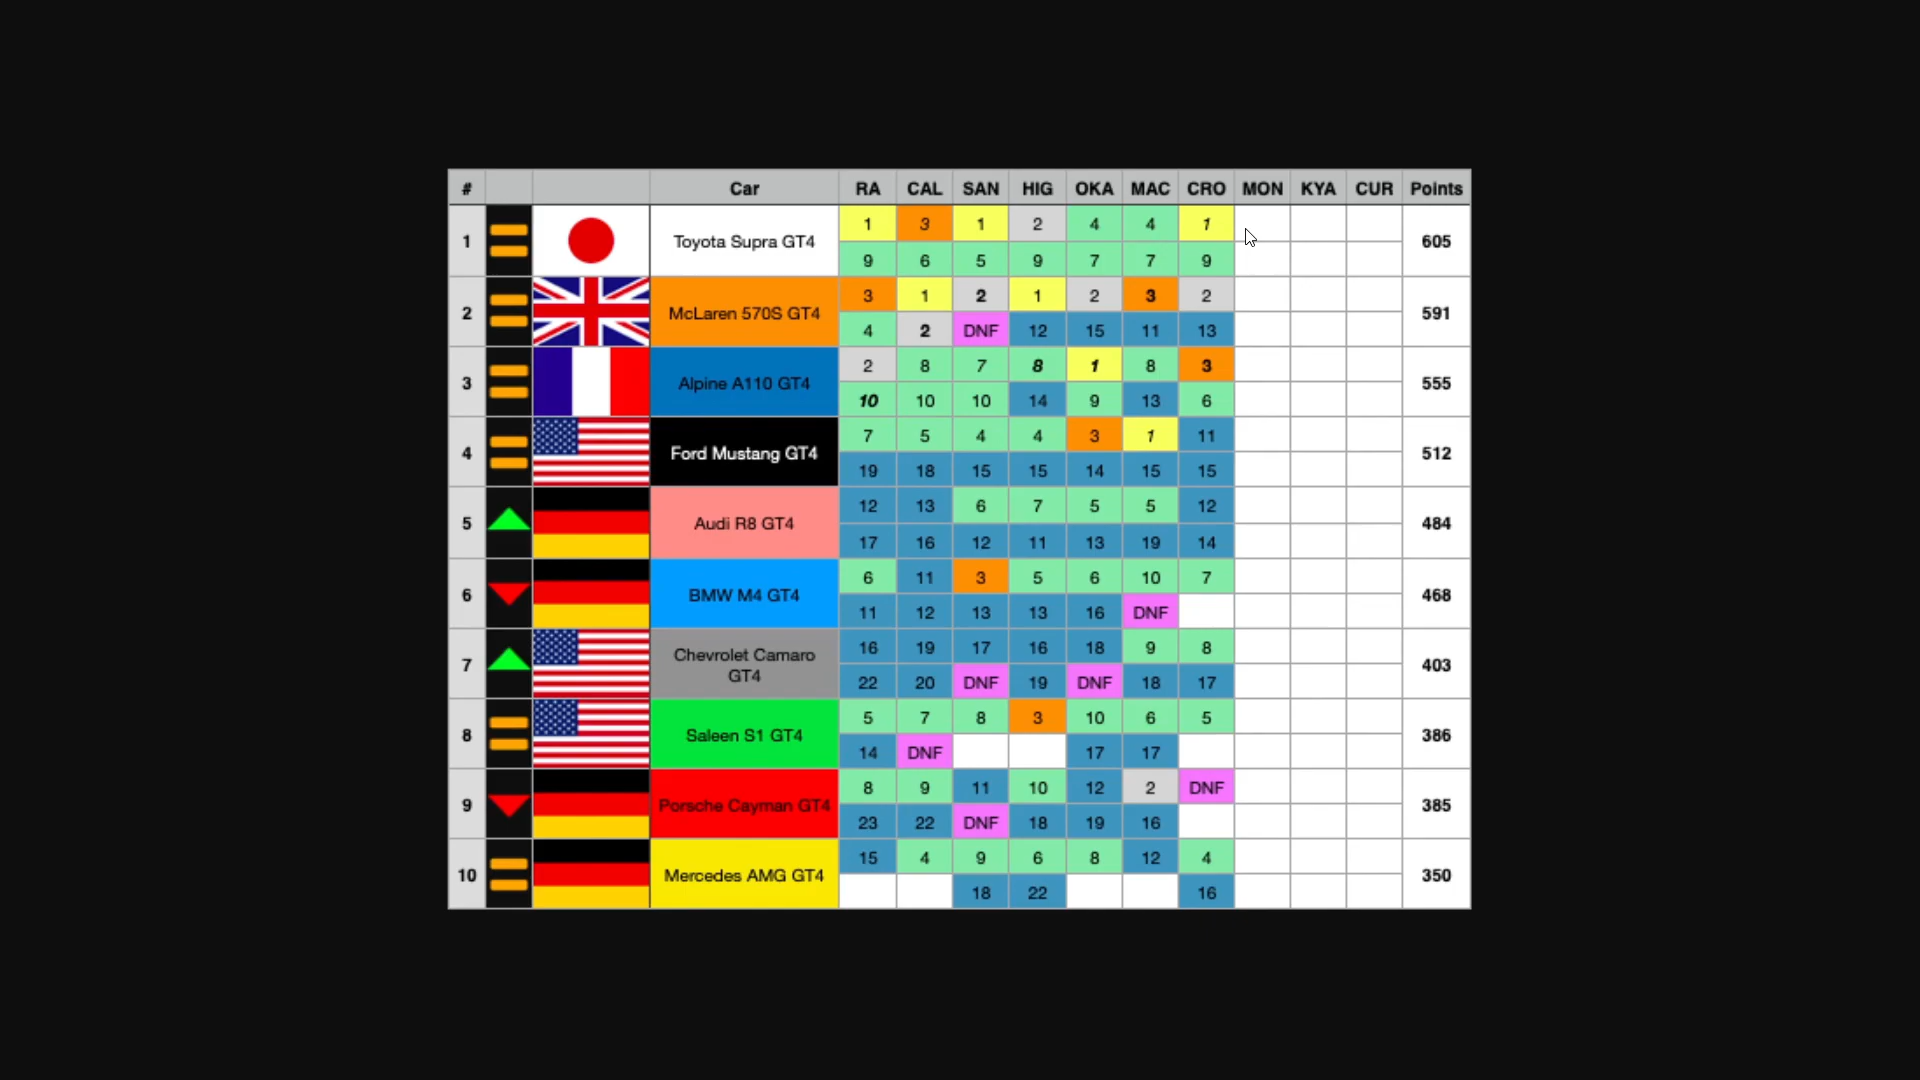 # Car RA CAL SAN HIG OKA MAC CRO MON KYA CUR Points
1 Toyota Supra GT4 605
1 3 1 2 4 4 1
9 6 5 9 7 7 9
2 McLaren 570S GT4 591
3 1 2 1 2 3 2
4 2 DNF 12 15 11 13
3 Alpine A110 GT4 555
2 8 7 8 1 8 3
10 10 10 14 9 13 6
4 Ford Mustang GT4 512
7 5 4 4 3 1 11
19 18 15 15 14 15 15
5 Audi R8 GT4 484
12 13 6 7 5 5 12
17 16 12 11 13 19 14
6 BMW M4 GT4 468
6 11 3 5 6 10 7
11 12 13 13 16 DNF
7 Chevrolet Camaro GT4 403
16 19 17 16 18 9 8
22 20 DNF 19 DNF 18 17
8 Saleen S1 GT4 386
5 7 8 3 10 6 5
14 DNF 17 17
9 Porsche Cayman GT4 385
8 9 11 10 12 2 DNF
23 22 DNF 18 19 16
10 Mercedes AMG GT4 350
15 4 9 6 8 12 4
18 22 16